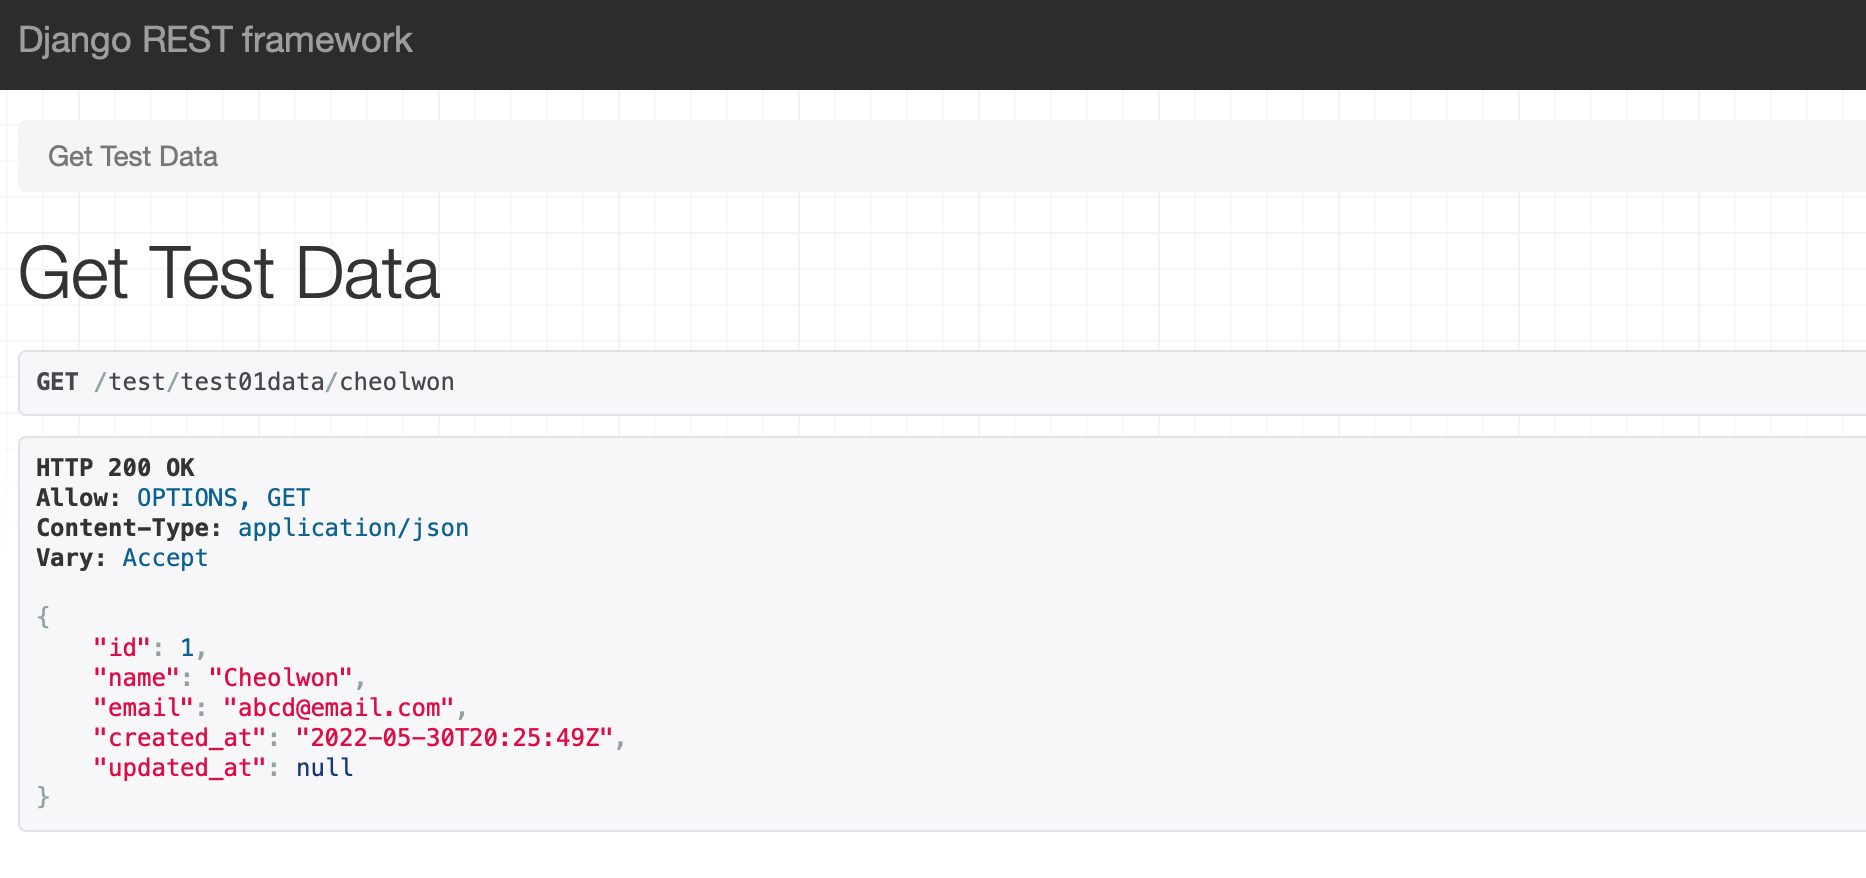 Django REST framework
Get Test Data
Get Test Data
GET /test/test01data/cheolwon
HTTP 200 OK
Allow: OPTIONS, GET
Content-Type: application/json
Vary: Accept
{
    "id": 1,
    "name": "Cheolwon",
    "email": "abcd@email.com",
    "created_at": "2022-05-30T20:25:49Z",
    "updated_at": null
}